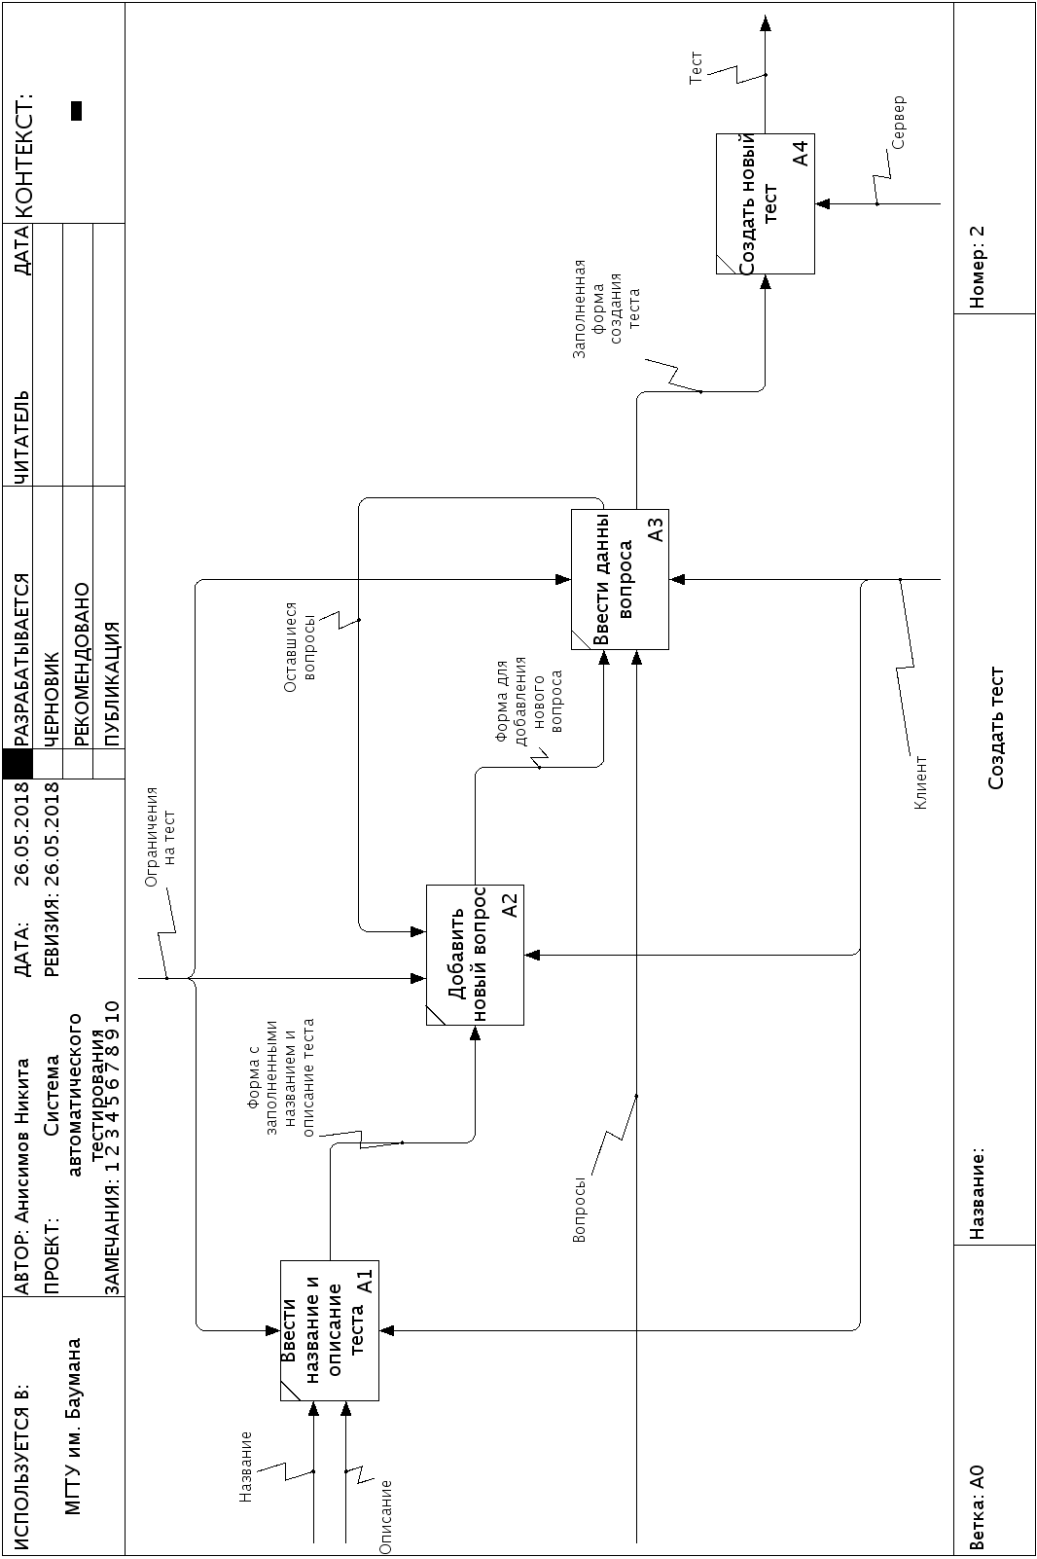 ИСПОЛЬЗУЕТСЯ В:
МГТУ им. Баумана
АВТОР: Анисимов Никита
ДАТА: 26.05.2018
ПРОЕКТ: Система
автоматического
тестирования
РЕВИЗИЯ: 26.05.2018
ЗАМЕЧАНИЯ: 1 2 3 4 5 6 7 8 9 10
РАЗРАБАТЫВАЕТСЯ
ЧЕРНОВИК
РЕКОМЕНДОВАНО
ПУБЛИКАЦИЯ
ЧИТАТЕЛЬ
ДАТА
КОНТЕКСТ:
Ограничения
на тест
Название
Описание
Ввести
название и
описание
теста
A1
Форма с
заполненными
названием и
описание теста
Добавить
новый вопрос
A2
Оставшиеся
вопросы
Форма для
добавления
нового
вопроса
Вопросы
Ввести данны
вопроса
A3
Заполненная
форма
создания
теста
Создать новый
тест
A4
Тест
Сервер
Клиент
Ветка: A0
Название:
Создать тест
Номер: 2